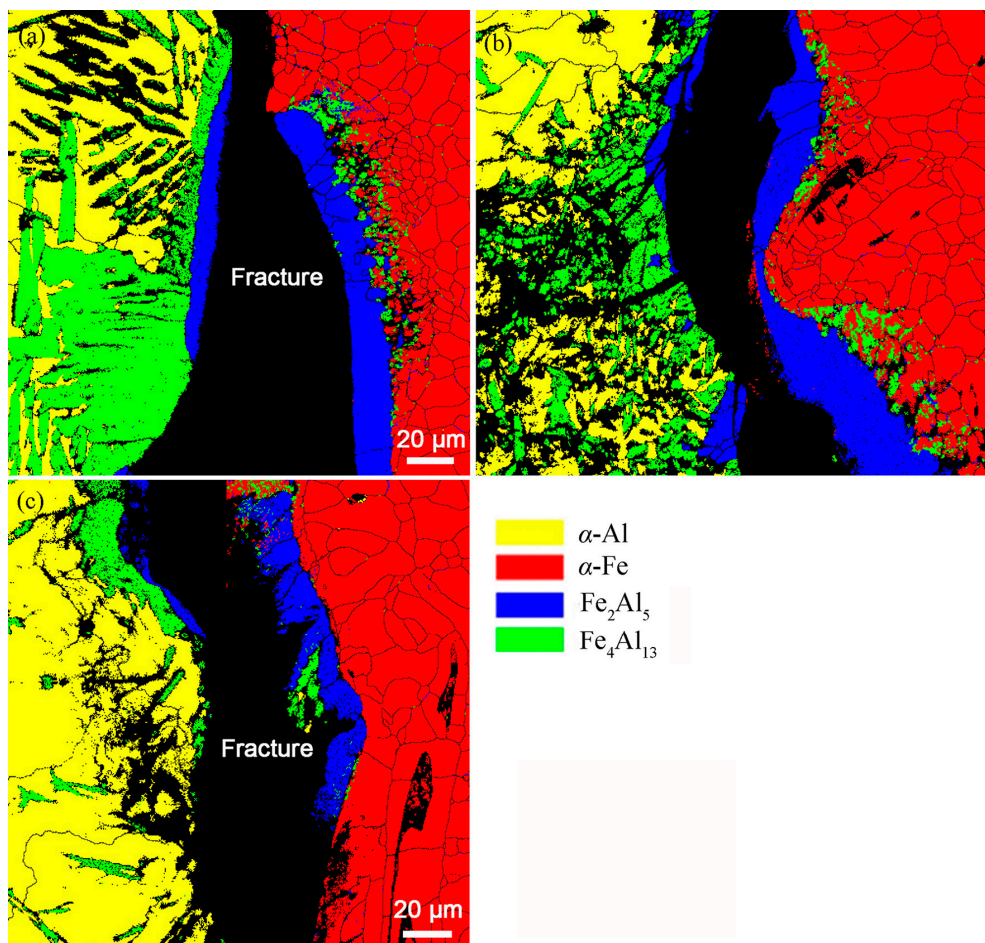 (a)
(b)
Fracture
20 μm
(c)
α-Al
α-Fe
Fe₂Al₅
Fe₄Al₁₃
Fracture
20 μm